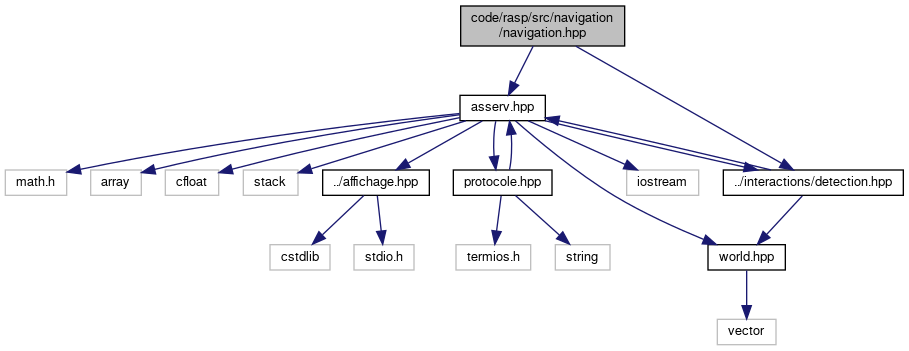 code/rasp/src/navigation
/navigation.hpp
asserv.hpp
math.h
array
cfloat
stack
../affichage.hpp
protocole.hpp
iostream
../interactions/detection.hpp
cstdlib
stdio.h
termios.h
string
world.hpp
vector